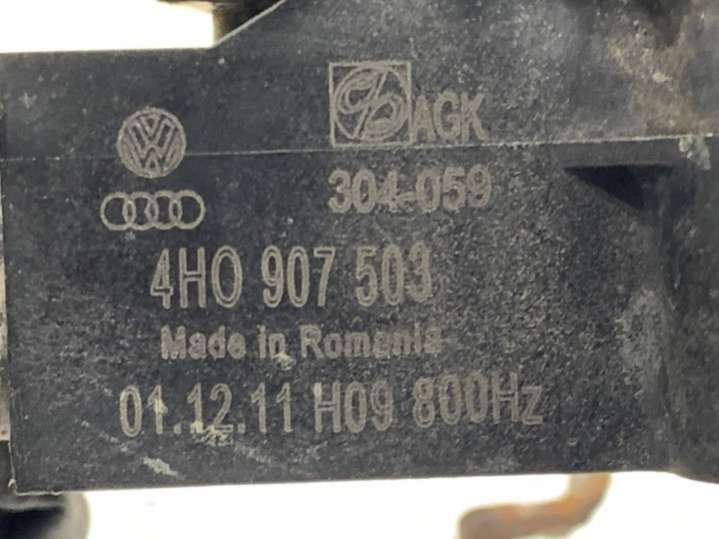 AGK
304-059
4H0 907 503
Made in Romania
01.12.11 H09 800Hz